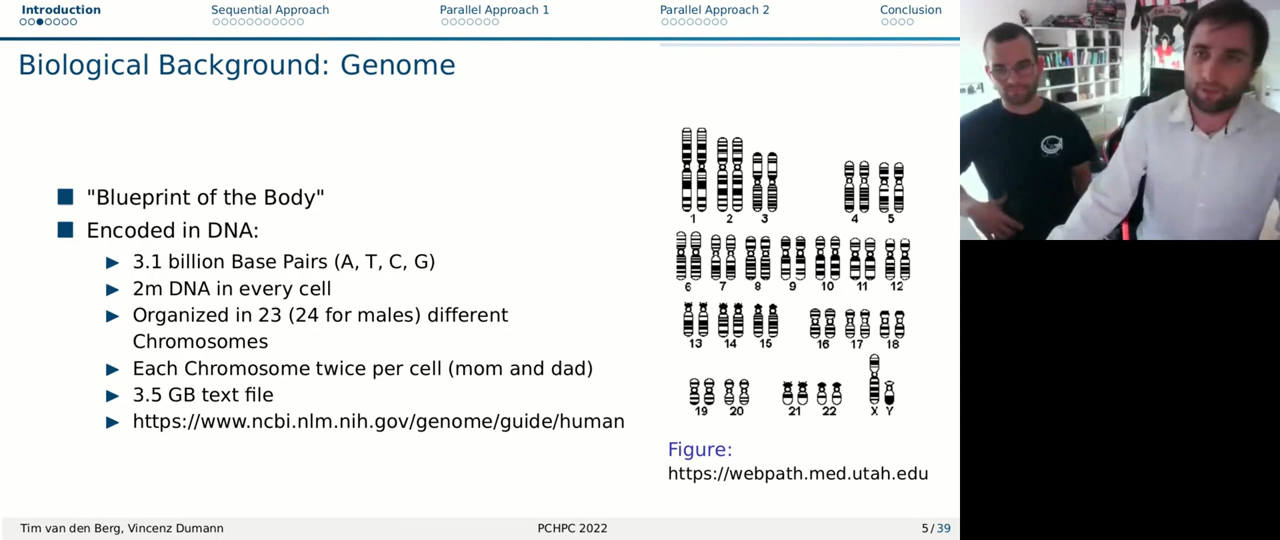 Introduction
Sequential Approach
Parallel Approach 1
Parallel Approach 2
Conclusion
Biological Background: Genome
"Blueprint of the Body"
Encoded in DNA:
3.1 billion Base Pairs (A, T, C, G)
2m DNA in every cell
Organized in 23 (24 for males) different
Chromosomes
Each Chromosome twice per cell (mom and dad)
3.5 GB text file
https://www.ncbi.nlm.nih.gov/genome/guide/human
1 2 3 4 5
6 7 8 9 10 11 12
13 14 15 16 17 18
19 20 21 22 X Y
Figure:
https://webpath.med.utah.edu
Tim van den Berg, Vincenz Dumann
PCHPC 2022
5/39